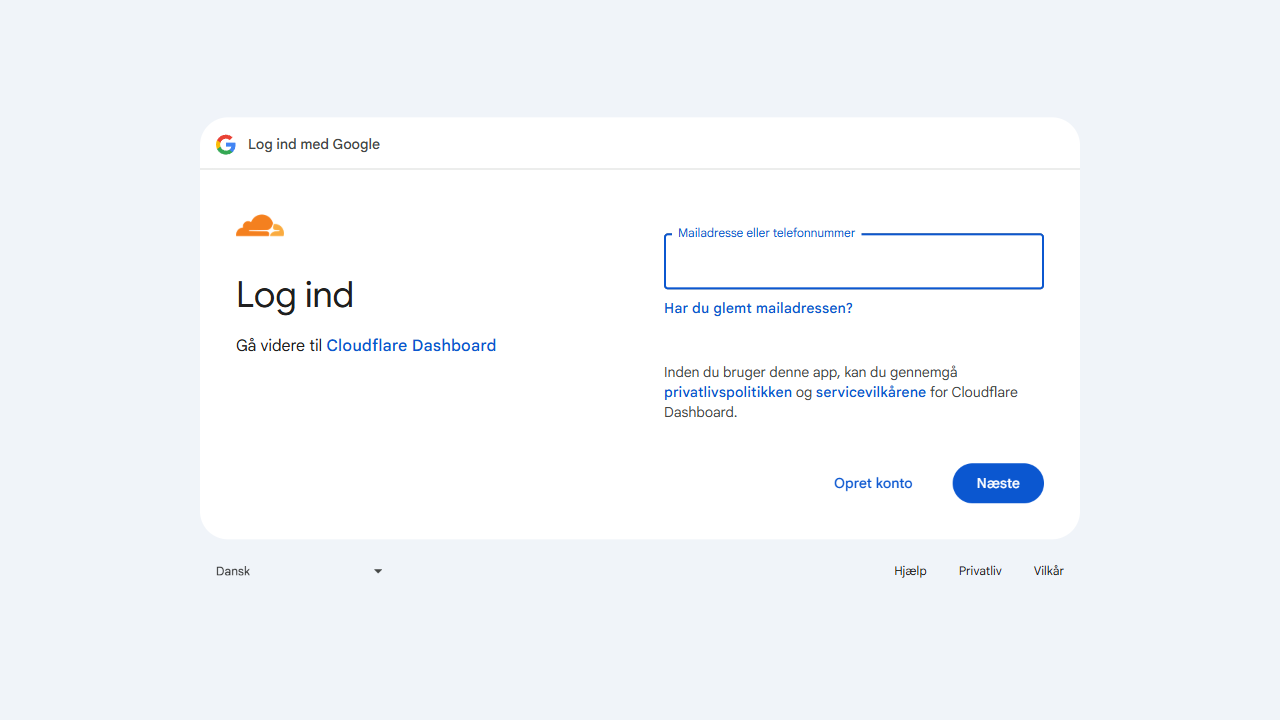 Log ind med Google
Log ind
Gå videre til Cloudflare Dashboard
Mailadresse eller telefonnummer
Har du glemt mailadressen?
Inden du bruger denne app, kan du gennemgå
privatlivspolitikken og servicevilkårene for Cloudflare
Dashboard.
Opret konto
Næste
Dansk
Hjælp
Privatliv
Vilkår